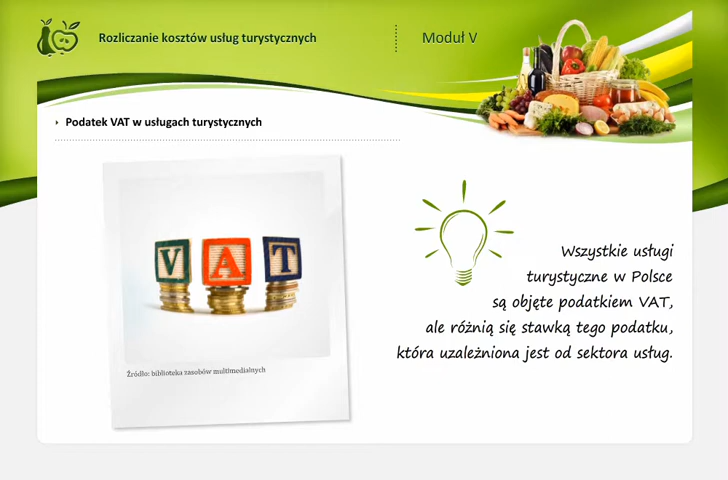 Rozliczanie kosztów usług turystycznych
Moduł V
Podatek VAT w usługach turystycznych
V A T
Źródło: biblioteka zasobów multimedialnych
Wszystkie usługi
turystyczne w Polsce
są objęte podatkiem VAT,
ale różnią się stawką tego podatku,
która uzależniona jest od sektora usług.